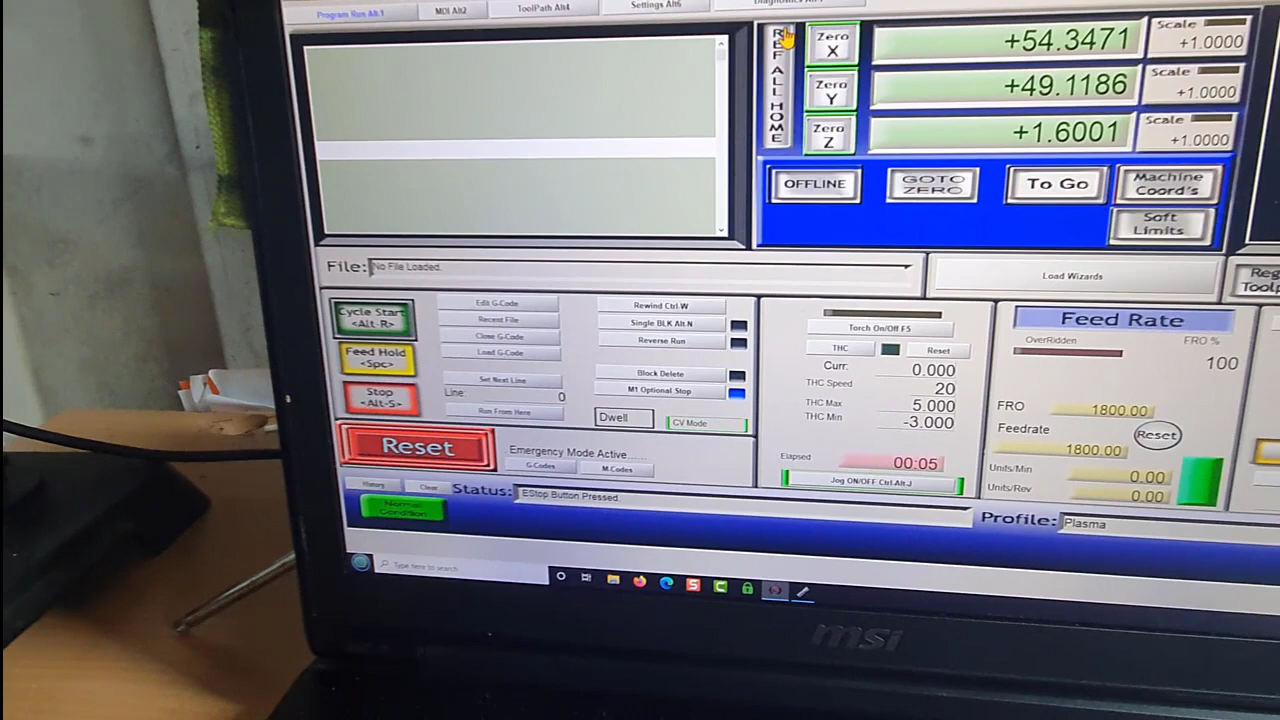 Program Run Alt.1
MDI Alt2
ToolPath Alt4
Settings Alt6
REF ALL HOME
Zero X
+54.3471
Scale
+1.0000
Zero Y
+49.1186
Scale
+1.0000
Zero Z
+1.6001
Scale
+1.0000
OFFLINE
GOTO ZERO
To Go
Machine Coord's
Soft Limits
File:
No File Loaded.
Load Wizards
Cycle Start
<Alt-R>
Feed Hold
<Spc>
Stop
<Alt-S>
Edit G-Code
Recent File
Close G-Code
Load G-Code
Set Next Line
Line:
0
Run From Here
Rewind Ctrl-W
Single BLK Alt-N
Reverse Run
Block Delete
M1 Optional Stop
Dwell
CV Mode
Reset
Emergency Mode Active......
G-Codes
M-Codes
Torch On/Off F5
THC
Reset
Curr:
0.000
THC Speed
20
THC Max
5.000
THC Min
-3.000
Elapsed
00:05
Jog ON/OFF Ctrl-Alt-J
Feed Rate
OverRidden
FRO %
100
FRO
1800.00
Feedrate
1800.00
Reset
Units/Min
0.00
Units/Rev
0.00
History
Clear
Status:
EStop Button Pressed.
Normal
Condition
Profile:
Plasma
Type here to search
msi